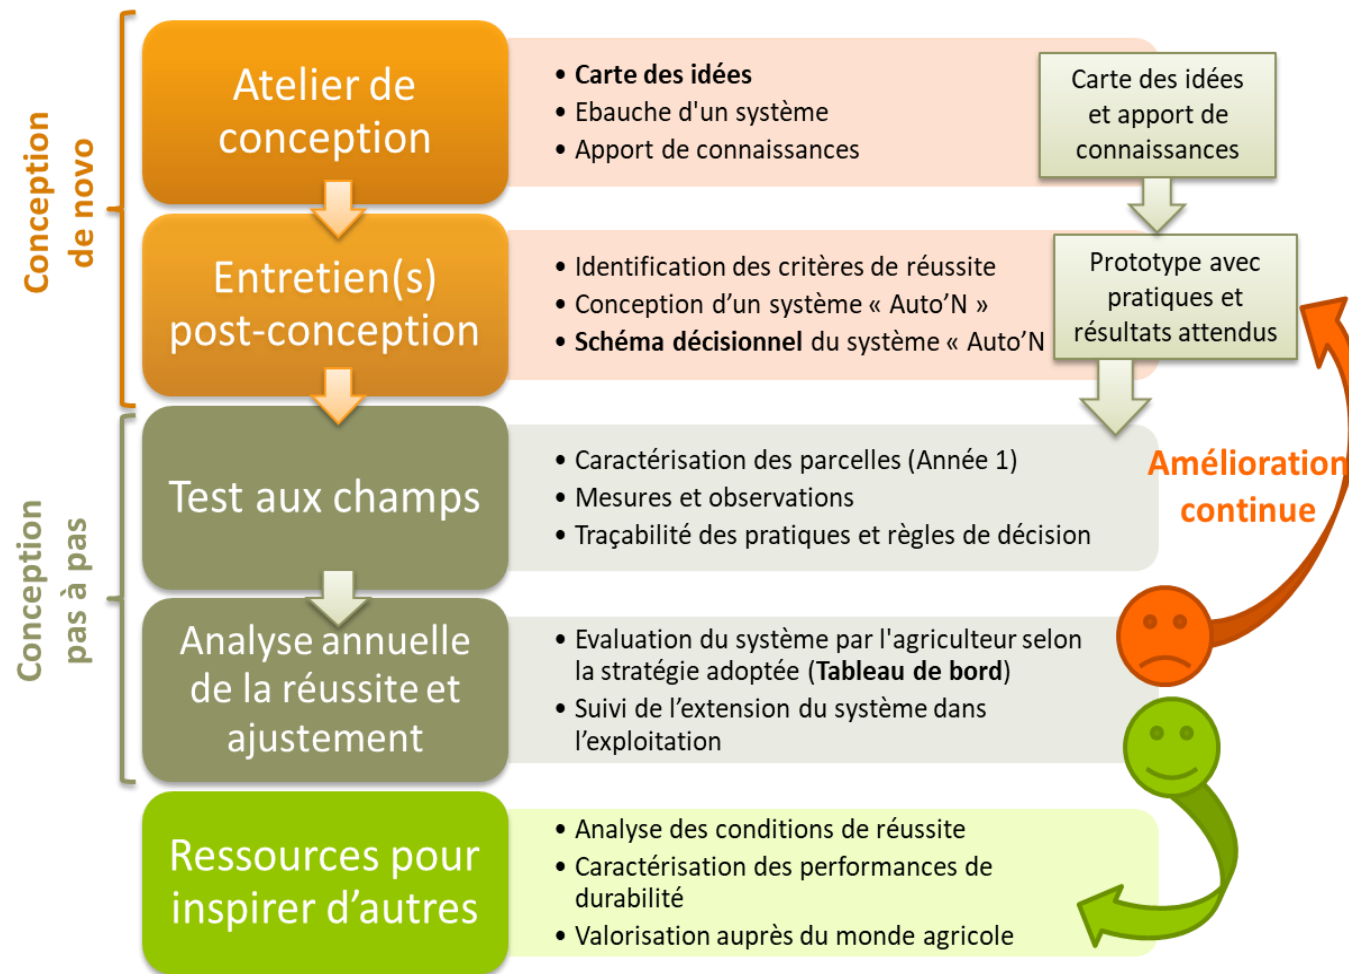 Conception
de novo
Atelier de
conception
• Carte des idées
• Ebauche d'un système
• Apport de connaissances
Carte des idées
et apport de
connaissances
Entretien(s)
post-conception
• Identification des critères de réussite
• Conception d’un système « Auto’N »
• Schéma décisionnel du système « Auto’N
Prototype avec
pratiques et
résultats attendus
Conception
pas à pas
Test aux champs
• Caractérisation des parcelles (Année 1)
• Mesures et observations
• Traçabilité des pratiques et règles de décision
Amélioration
continue
Analyse annuelle
de la réussite et
ajustement
• Evaluation du système par l'agriculteur selon
la stratégie adoptée (Tableau de bord)
• Suivi de l’extension du système dans
l’exploitation
Ressources pour
inspirer d’autres
• Analyse des conditions de réussite
• Caractérisation des performances de
durabilité
• Valorisation auprès du monde agricole